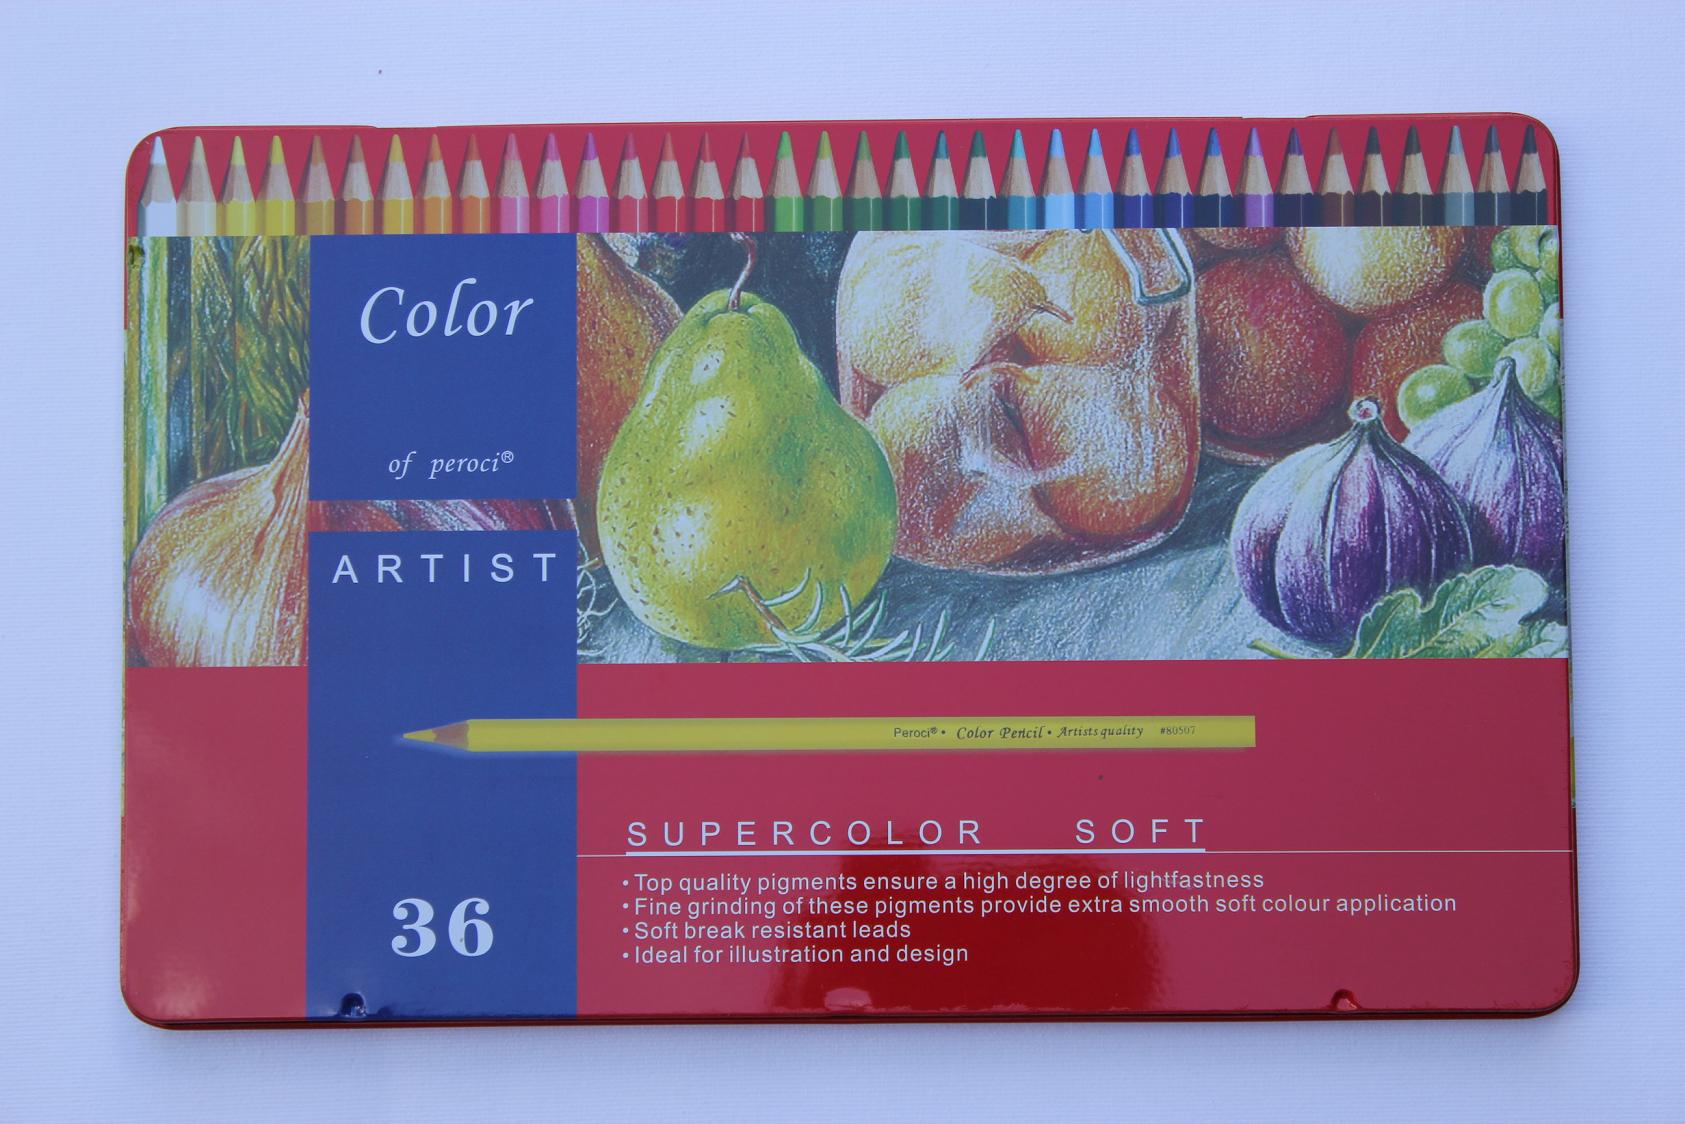 Color
of peroci®
ARTIST
Peroci® • Color Pencil • Artists quality #80507
SUPERCOLOR SOFT
• Top quality pigments ensure a high degree of lightfastness
• Fine grinding of these pigments provide extra smooth soft colour application
• Soft break resistant leads
• Ideal for illustration and design
36